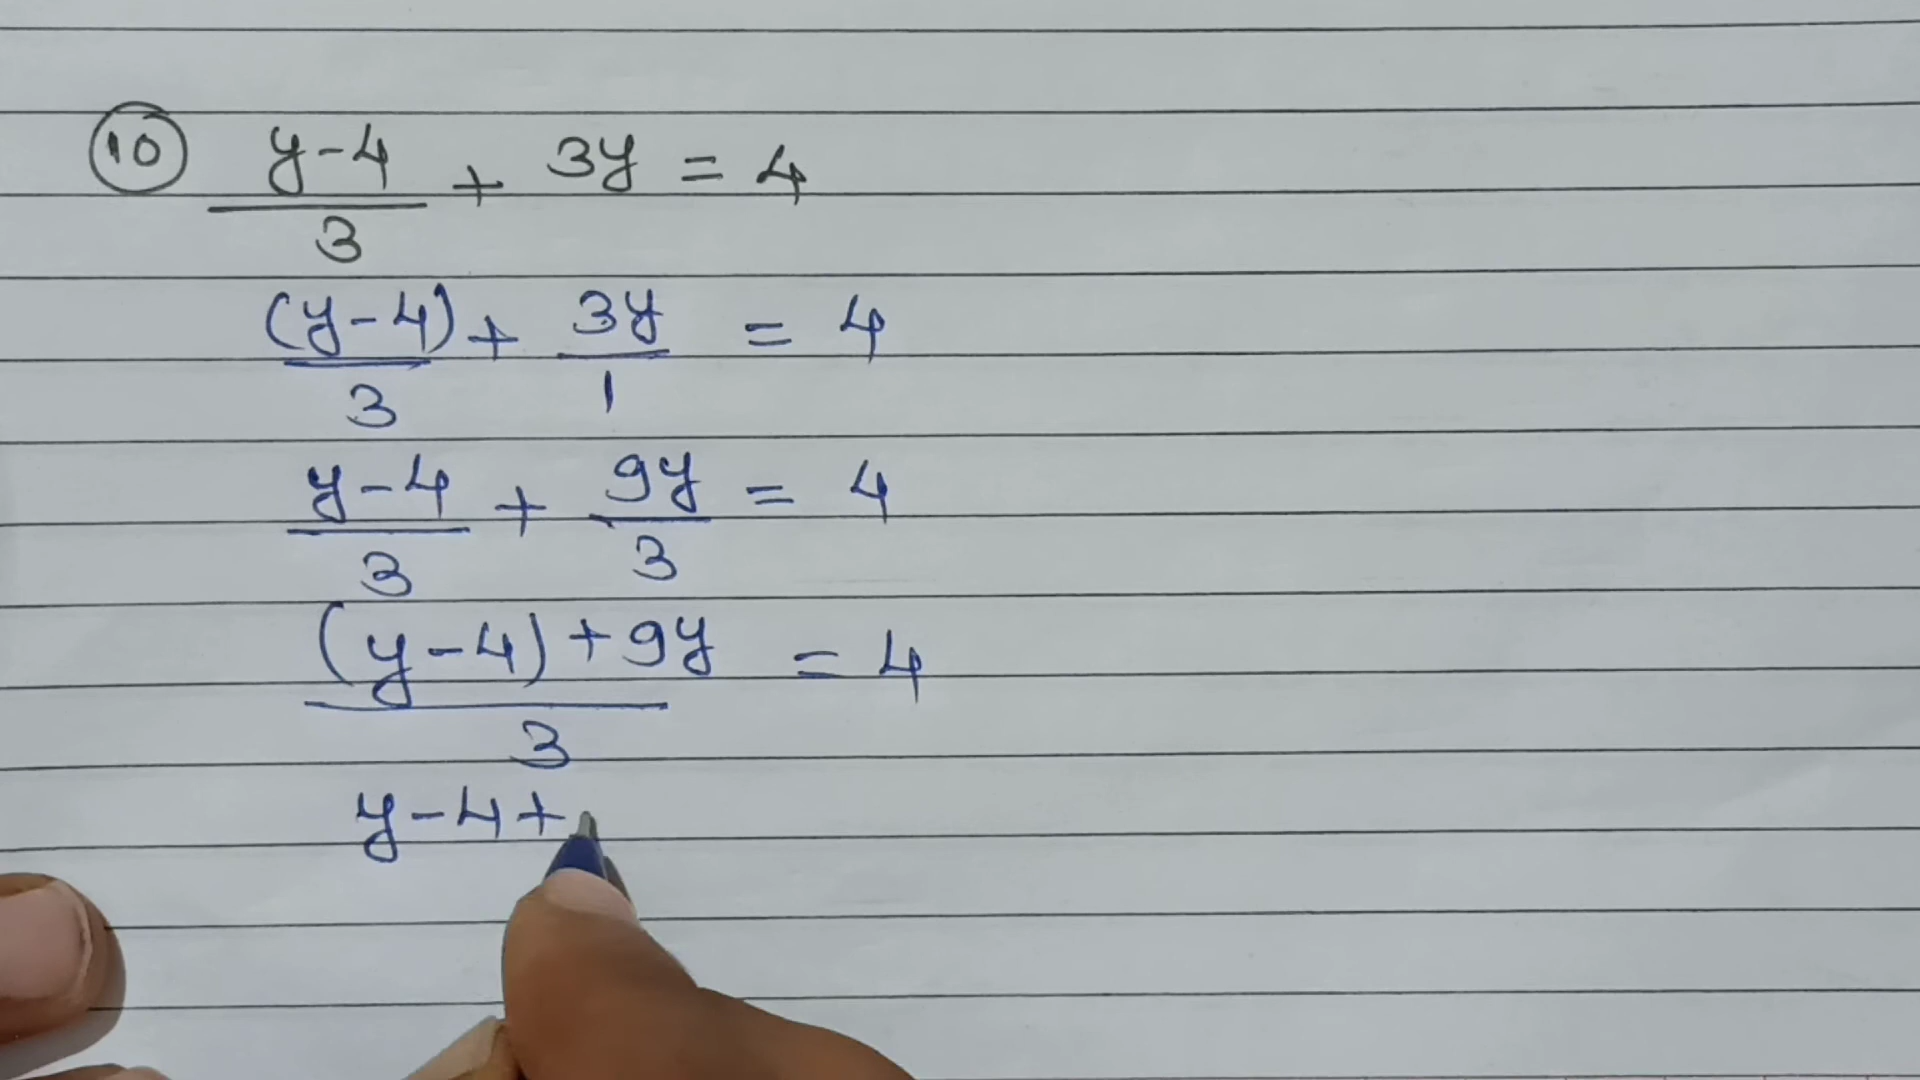 10 (y-4)/3 + 3y = 4
(y-4)/3 + 3y/1 = 4
y-4/3 + 9y/3 = 4
(y-4)+9y/3 = 4
y-4+